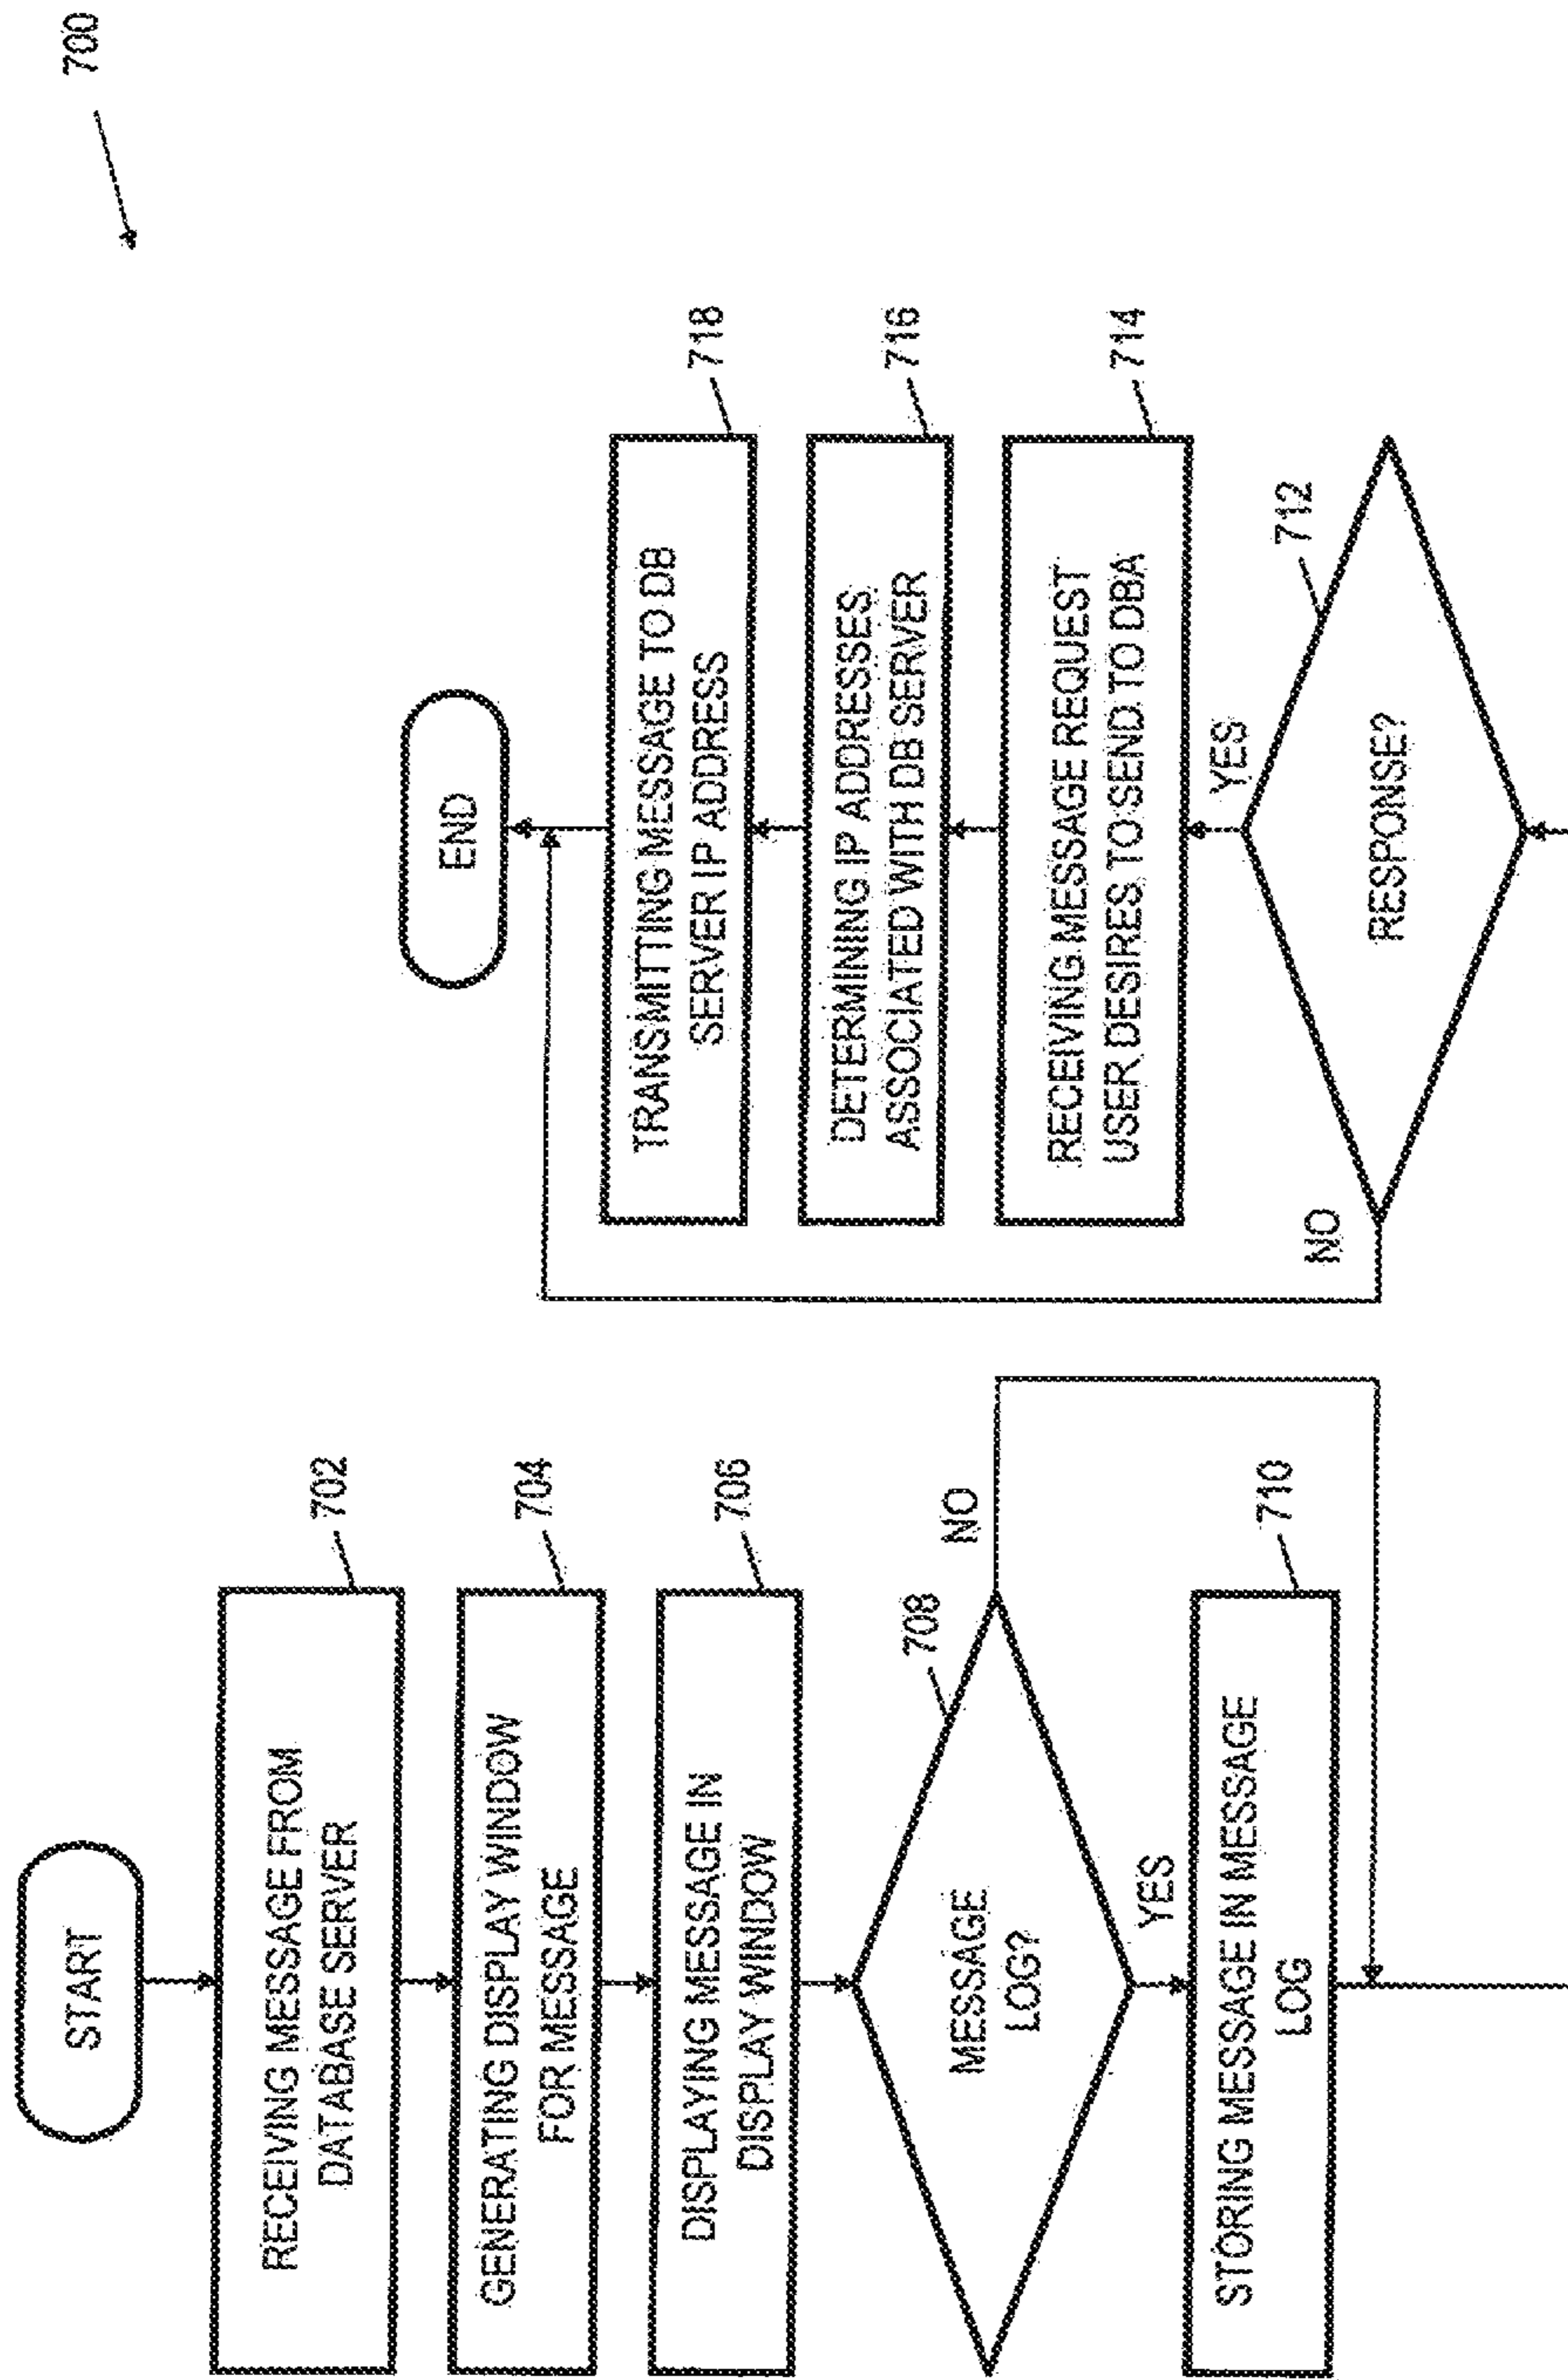 700
START
RECEIVING MESSAGE FROM
DATABASE SERVER
702
GENERATING DISPLAY WINDOW
FOR MESSAGE
704
DISPLAYING MESSAGE IN
DISPLAY WINDOW
706
MESSAGE
LOG?
708
NO
YES
STORING MESSAGE IN MESSAGE
LOG
710
RESPONSE?
712
NO
YES
RECEIVING MESSAGE REQUEST
USER DESIRES TO SEND TO DBA
714
DETERMINING IP ADDRESSES
ASSOCIATED WITH DB SERVER
716
TRANSMITTING MESSAGE TO DB
SERVER IP ADDRESS
718
END